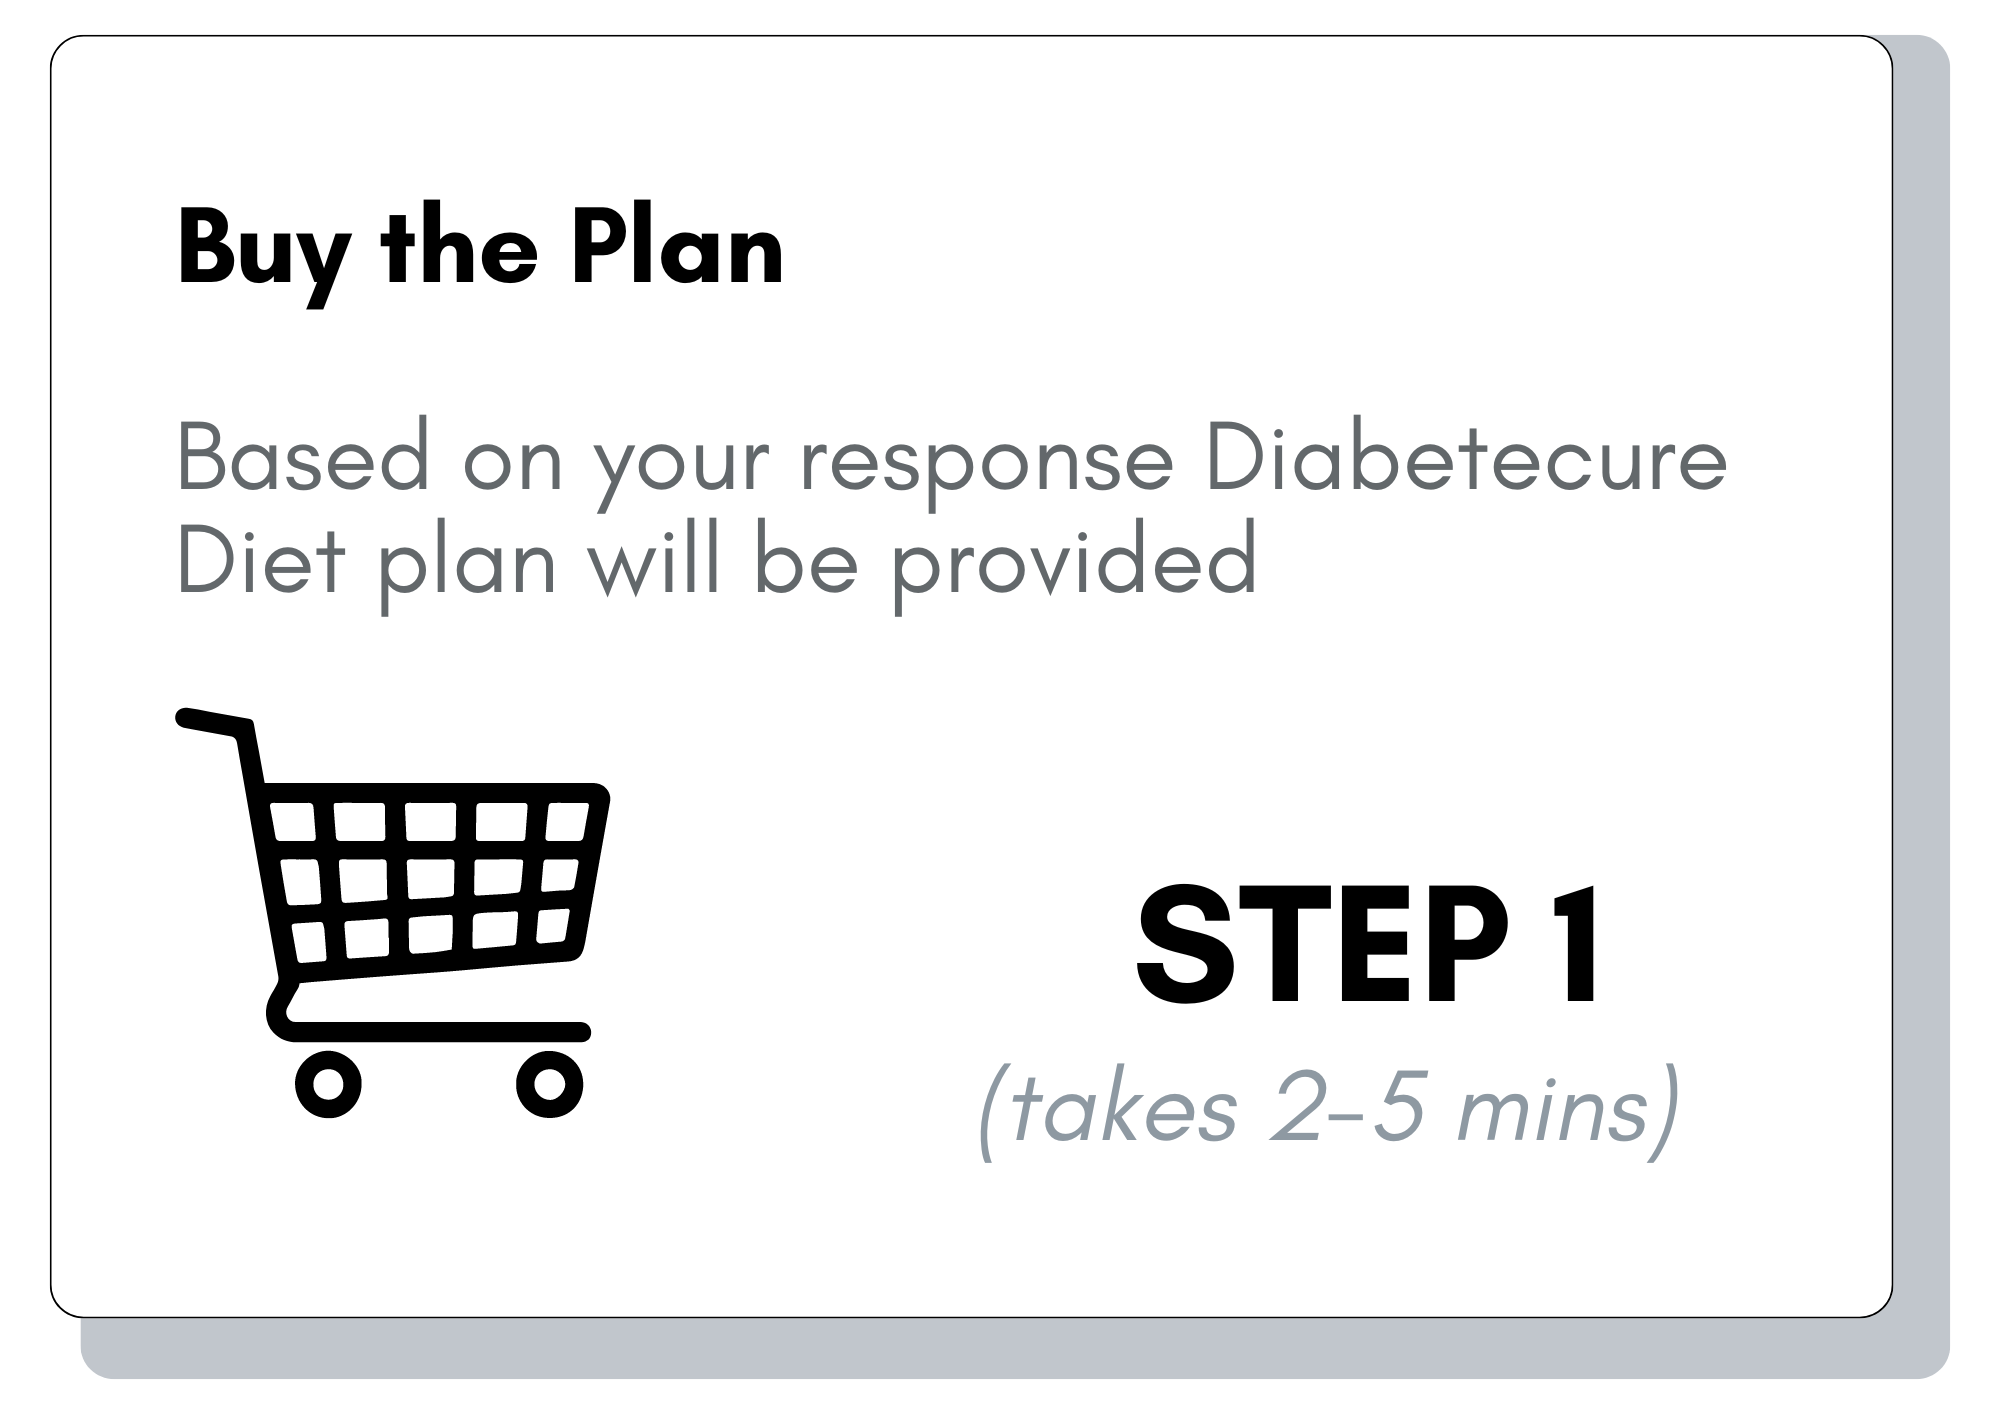 Buy the Plan
Based on your response Diabetecure
Diet plan will be provided
STEP 1
(takes 2-5 mins)